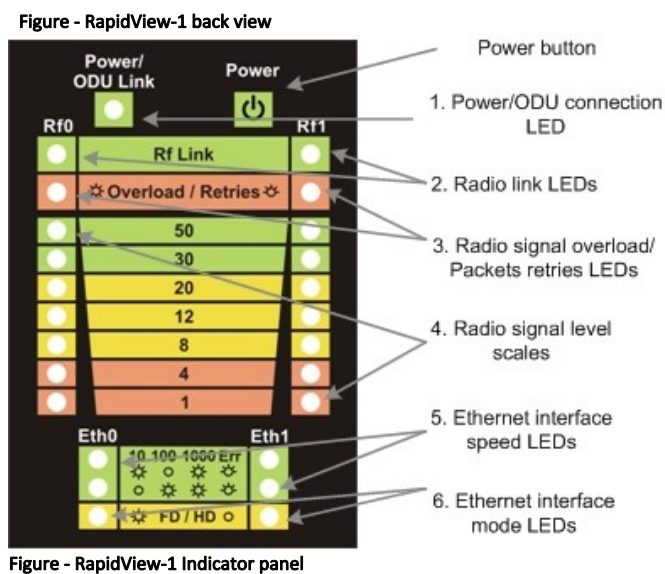 Figure - RapidView-1 back view
Power/
ODU Link
Power
Power button
1. Power/ODU connection
LED
Rf0
Rf1
Rf Link
2. Radio link LEDs
Overload / Retries
3. Radio signal overload/
Packets retries LEDs
50
30
20
12
8
4
1
4. Radio signal level
scales
Eth0
Eth1
10 100 1000 Err
FD / HD
5. Ethernet interface
speed LEDs
6. Ethernet interface
mode LEDs
Figure - RapidView-1 Indicator panel